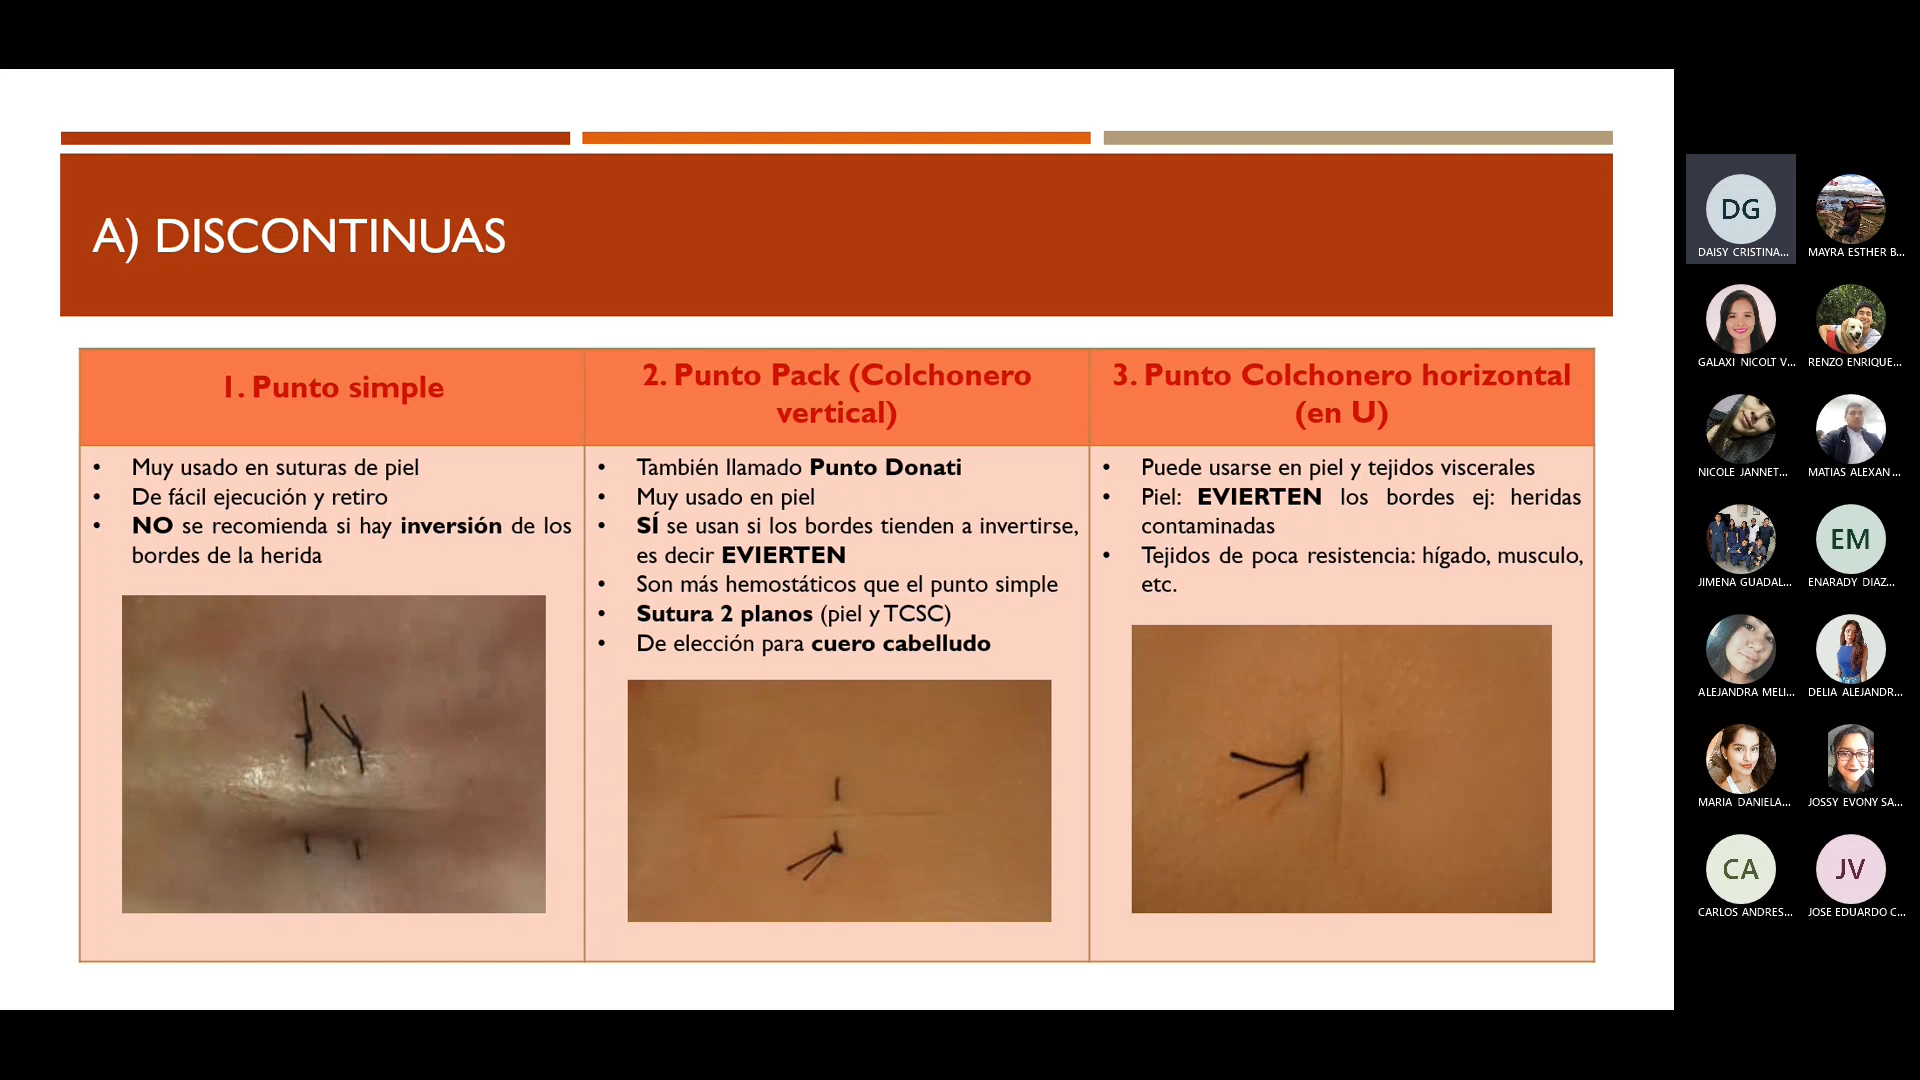 A) DISCONTINUAS
1. Punto simple
• Muy usado en suturas de piel
• De fácil ejecución y retiro
• NO se recomienda si hay inversión de los
bordes de la herida
2. Punto Pack (Colchonero
vertical)
• También llamado Punto Donati
• Muy usado en piel
• SÍ se usan si los bordes tienden a invertirse,
es decir EVIERTEN
• Son más hemostáticos que el punto simple
• Sutura 2 planos (piel y TCSC)
• De elección para cuero cabelludo
3. Punto Colchonero horizontal
(en U)
• Puede usarse en piel y tejidos viscerales
• Piel: EVIERTEN los bordes ej: heridas
contaminadas
• Tejidos de poca resistencia: hígado, musculo,
etc.
DG
DAISY CRISTINA...
MAYRA ESTHER B...
GALAXI NICOLT V...
RENZO ENRIQUE...
NICOLE JANNET...
MATIAS ALEXAN...
JIMENA GUADAL...
EM
ENARADY DIAZ...
ALEJANDRA MELI...
DELIA ALEJANDR...
MARIA DANIELA...
JOSSY EVONY SA...
CA
CARLOS ANDRES...
JV
JOSE EDUARDO C...